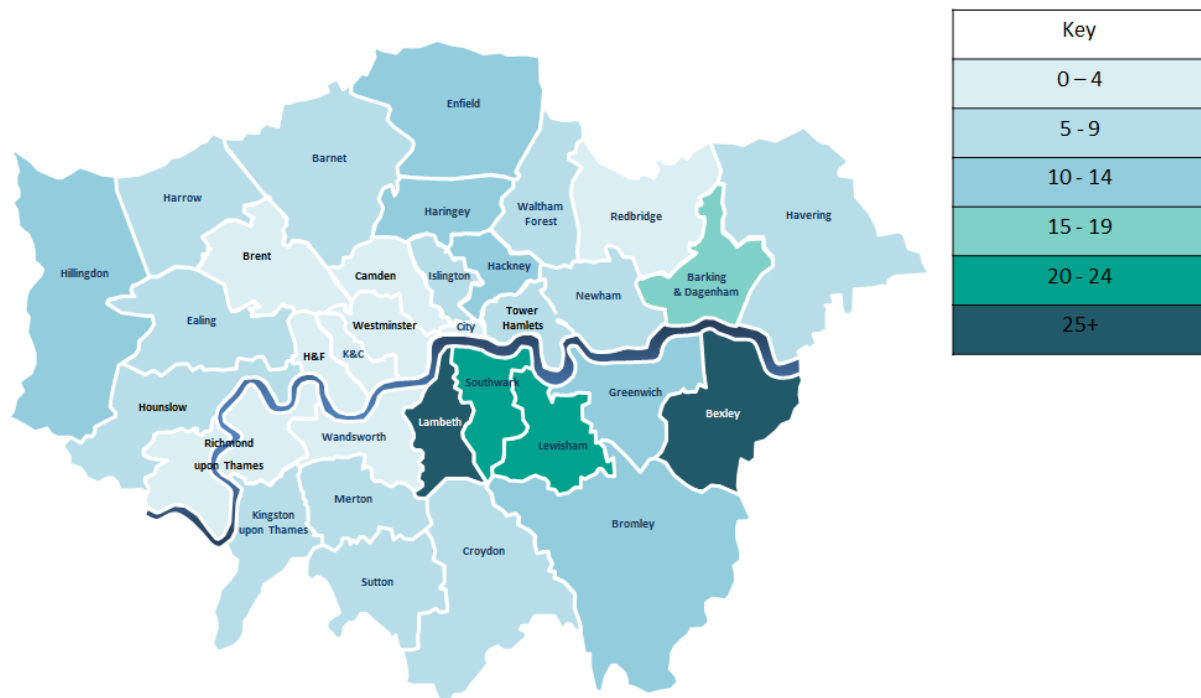 Key
0 – 4
5 - 9
10 - 14
15 - 19
20 - 24
25+
Enfield
Barnet
Harrow
Haringey
Waltham
Forest
Redbridge
Havering
Hillingdon
Brent
Camden
Islington
Hackney
Newham
Barking
& Dagenham
Ealing
Westminster
City
Tower
Hamlets
H&F
K&C
Hounslow
Richmond
upon Thames
Wandsworth
Lambeth
Southwark
Lewisham
Greenwich
Bexley
Kingston
upon Thames
Merton
Sutton
Croydon
Bromley